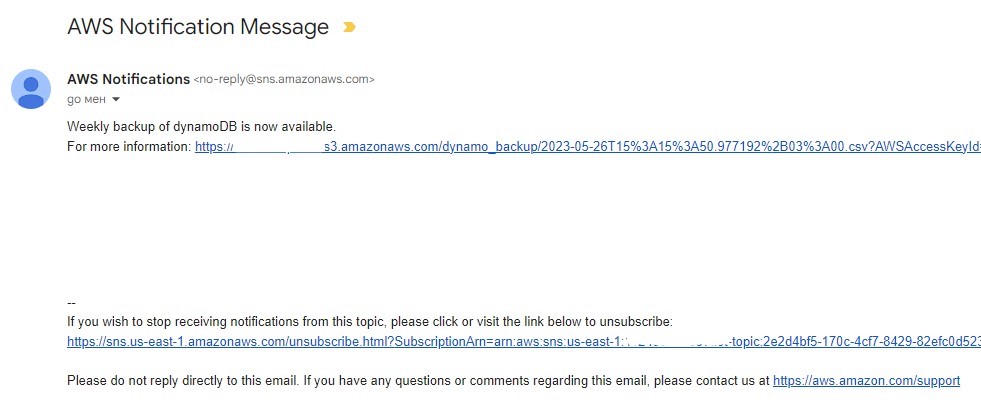 AWS Notification Message
AWS Notifications <no-reply@sns.amazonaws.com>
до мен
Weekly backup of dynamoDB is now available.
For more information: https:// s3.amazonaws.com/dynamo_backup/2023-05-26T15%3A15%3A50.977192%2B03%3A00.csv?AWSAccessKeyId=
--
If you wish to stop receiving notifications from this topic, please click or visit the link below to unsubscribe:
https://sns.us-east-1.amazonaws.com/unsubscribe.html?SubscriptionArn=arn:aws:sns:us-east-1: -topic:2e2d4bf5-170c-4cf7-8429-82efc0d523
Please do not reply directly to this email. If you have any questions or comments regarding this email, please contact us at https://aws.amazon.com/support